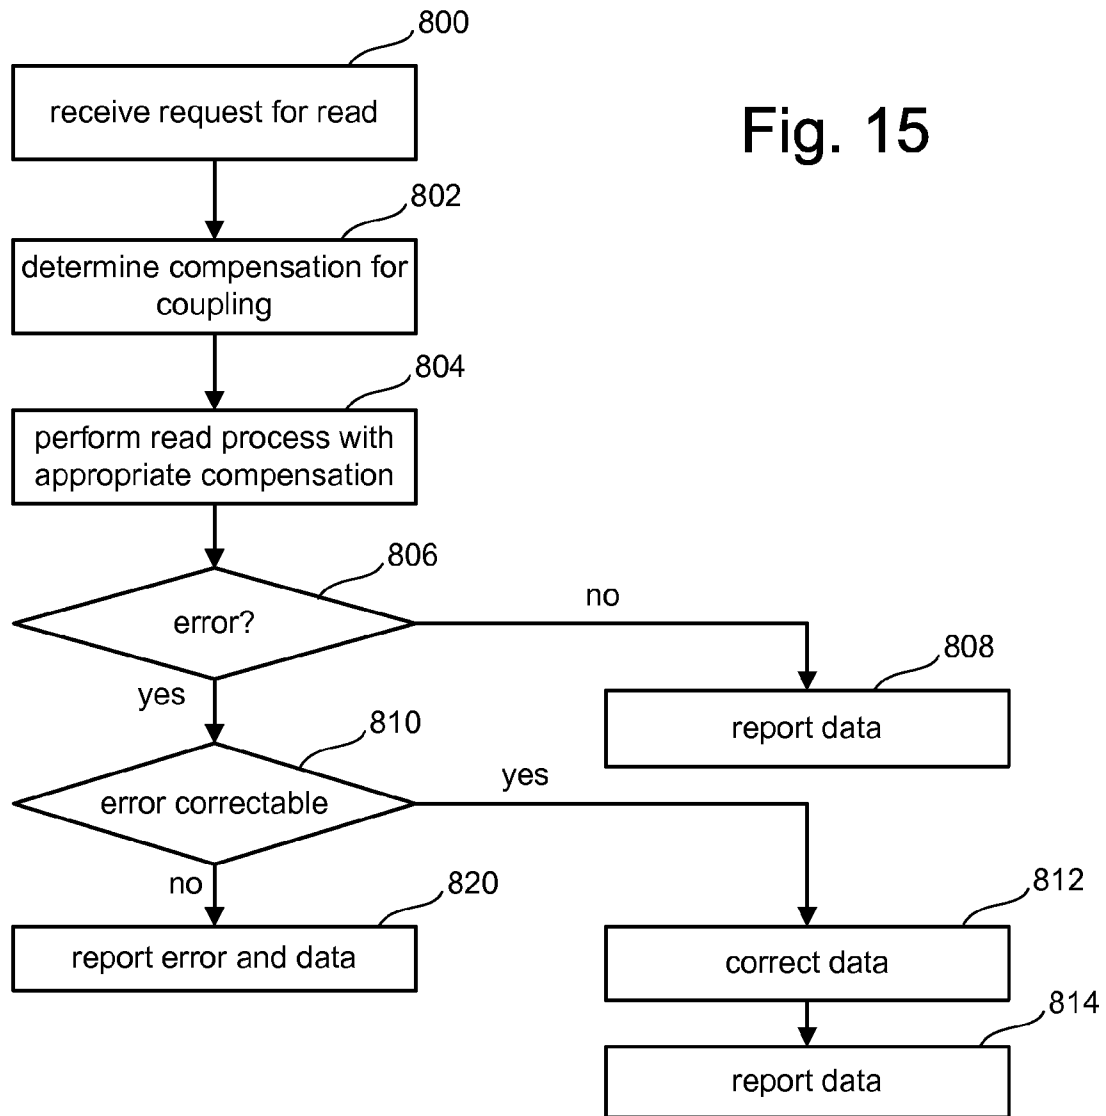 800
receive request for read
Fig. 15
802
determine compensation for
coupling
804
perform read process with
appropriate compensation
806
error?
no
808
report data
yes
810
error correctable
yes
no
820
report error and data
812
correct data
814
report data